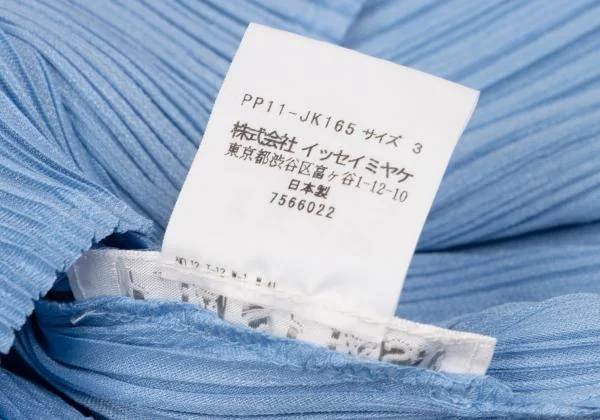 PP11-JK165 サイズ 3
株式会社 イッセイミヤケ
東京都渋谷区富ヶ谷1-12-10
日本製
7566022